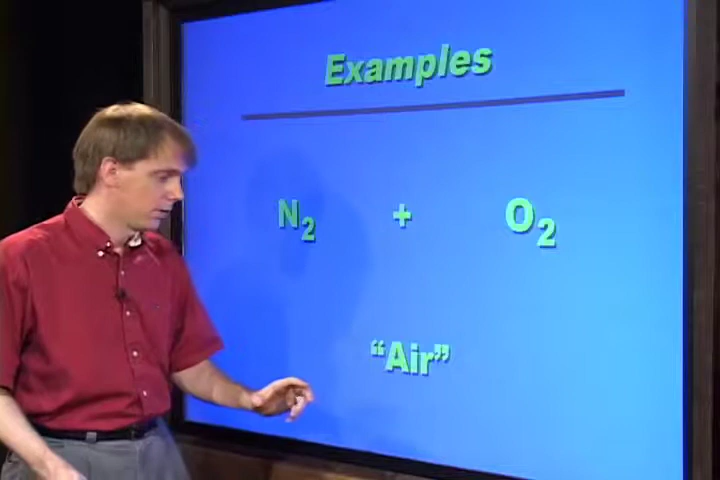 Examples
N₂ + O₂
“Air”